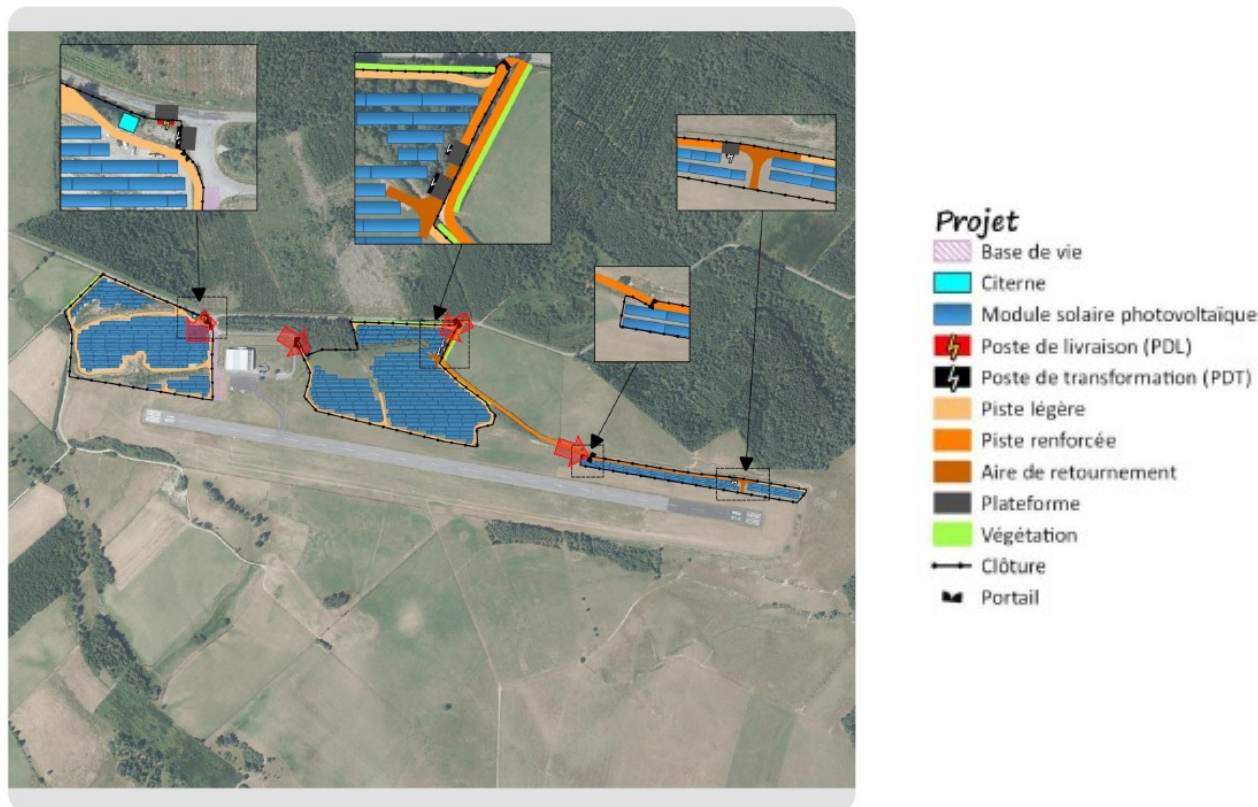 Projet
Base de vie
Citerne
Module solaire photovoltaïque
Poste de livraison (PDL)
Poste de transformation (PDT)
Piste légère
Piste renforcée
Aire de retournement
Plateforme
Végétation
Clôture
Portail